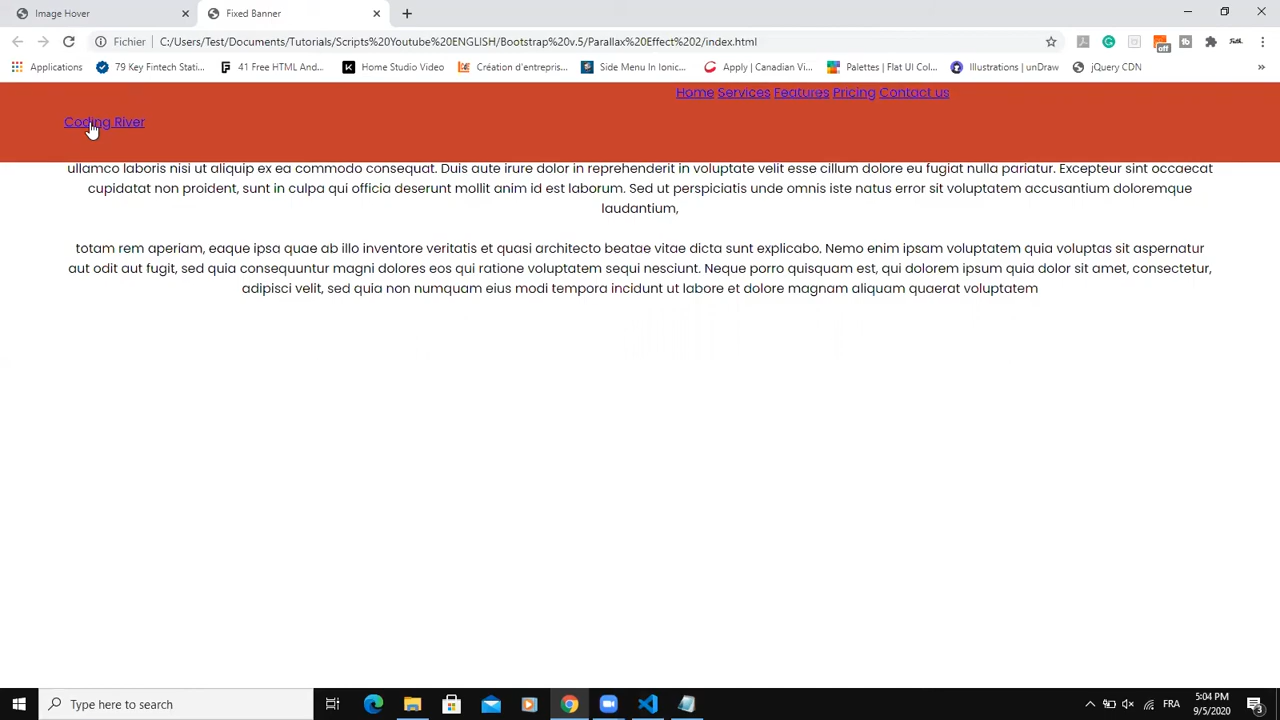 Image Hover
Fixed Banner
Fichier C:/Users/Test/Documents/Tutorials/Scripts%20Youtube%20ENGLISH/Bootstrap%20v.5/Parallax%20Effect%202/index.html
off
Applications 79 Key Fintech Stati... 41 Free HTML And... Home Studio Video Création d'entrepris... Side Menu In Ionic... Apply | Canadian Vi... Palettes | Flat UI Col... Illustrations | unDraw jQuery CDN »
Home Services Features Pricing Contact us
Coding River
ullamco laboris nisi ut aliquip ex ea commodo consequat. Duis aute irure dolor in reprehenderit in voluptate velit esse cillum dolore eu fugiat nulla pariatur. Excepteur sint occaecat
cupidatat non proident, sunt in culpa qui officia deserunt mollit anim id est laborum. Sed ut perspiciatis unde omnis iste natus error sit voluptatem accusantium doloremque
laudantium,
totam rem aperiam, eaque ipsa quae ab illo inventore veritatis et quasi architecto beatae vitae dicta sunt explicabo. Nemo enim ipsam voluptatem quia voluptas sit aspernatur
aut odit aut fugit, sed quia consequuntur magni dolores eos qui ratione voluptatem sequi nesciunt. Neque porro quisquam est, qui dolorem ipsum quia dolor sit amet, consectetur,
adipisci velit, sed quia non numquam eius modi tempora incidunt ut labore et dolore magnam aliquam quaerat voluptatem
Type here to search
FRA
5:04 PM
9/5/2020
3